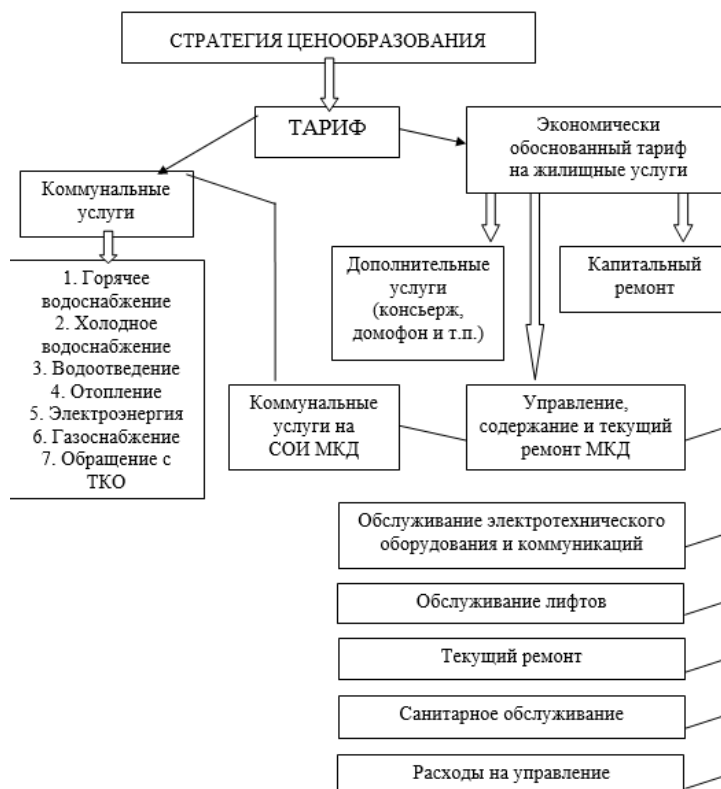 СТРАТЕГИЯ ЦЕНООБРАЗОВАНИЯ
ТАРИФ
Экономически
обоснованный тариф
на жилищные услуги
Коммунальные
услуги
1. Горячее
водоснабжение
2. Холодное
водоснабжение
3. Водоотведение
4. Отопление
5. Электроэнергия
6. Газоснабжение
7. Обращение с
ТКО
Дополнительные
услуги
(консьерж,
домофон и т.п.)
Капитальный
ремонт
Коммунальные
услуги на
СОИ МКД
Управление,
содержание и текущий
ремонт МКД
Обслуживание электротехнического
оборудования и коммуникаций
Обслуживание лифтов
Текущий ремонт
Санитарное обслуживание
Расходы на управление